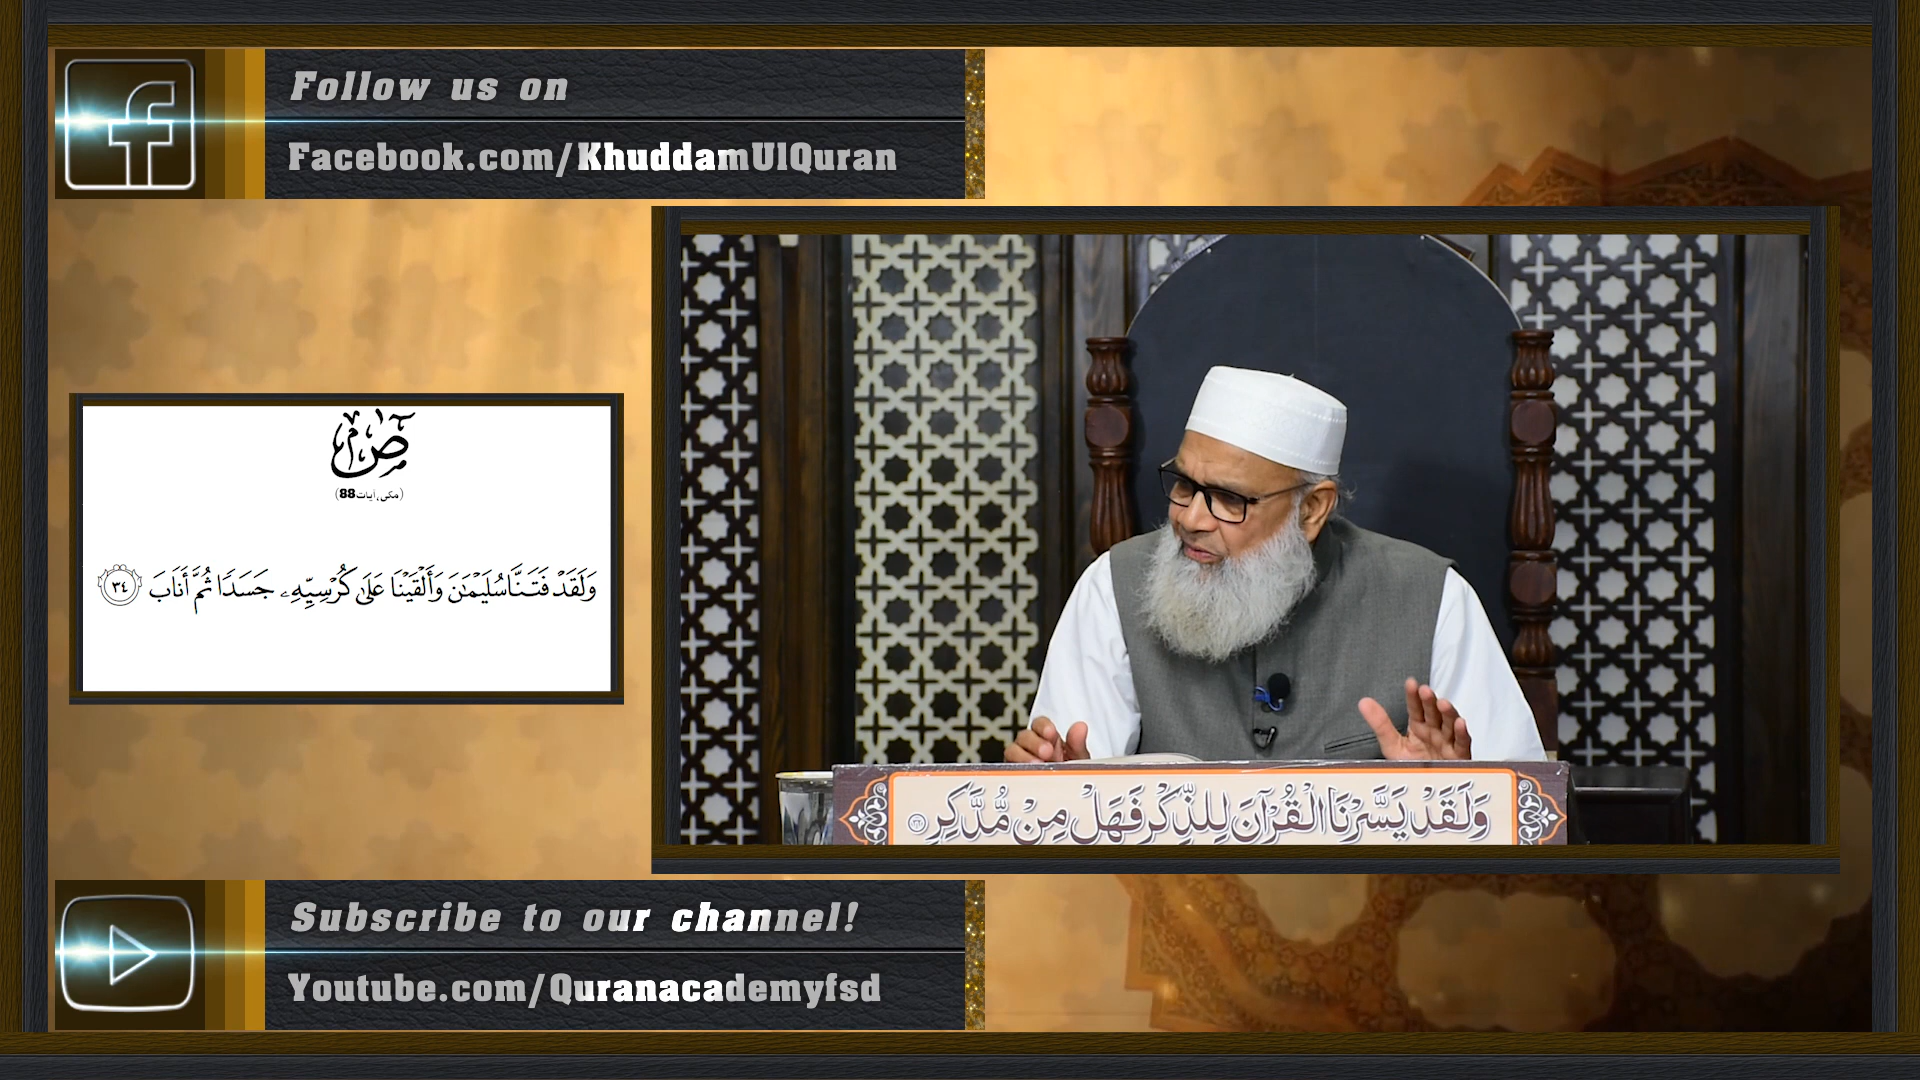 Follow us on
Facebook.com/KhuddamUlQuran
صٓ
(مکی، آیات 88)
وَلَقَدْ فَتَنَّا سُلَيْمَٰنَ وَأَلْقَيْنَا عَلَىٰ كُرْسِيِّهِۦ جَسَدًا ثُمَّ أَنَابَ ٣٤
وَلَقَدْ يَسَّرْنَا الْقُرْآنَ لِلذِّكْرِ فَهَلْ مِنْ مُّدَّكِرٍ
Subscribe to our channel!
Youtube.com/Quranacademyfsd